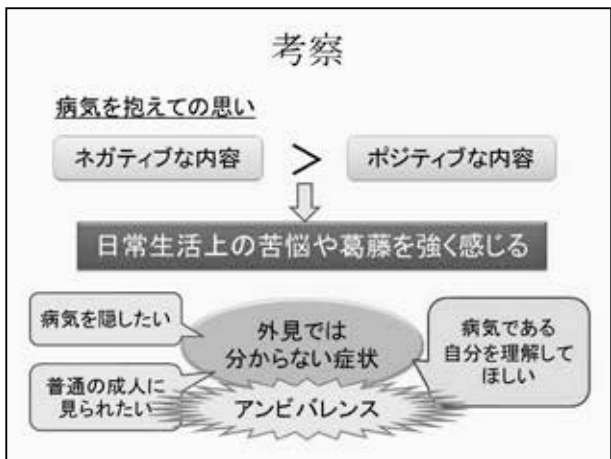 考察
病気を抱えての思い
ネガティブな内容 > ポジティブな内容
日常生活上の苦悩や葛藤を強く感じる
病気を隠したい
普通の成人に
見られたい
外見では
分からない症状
アンビバレンス
病気である
自分を理解して
ほしい